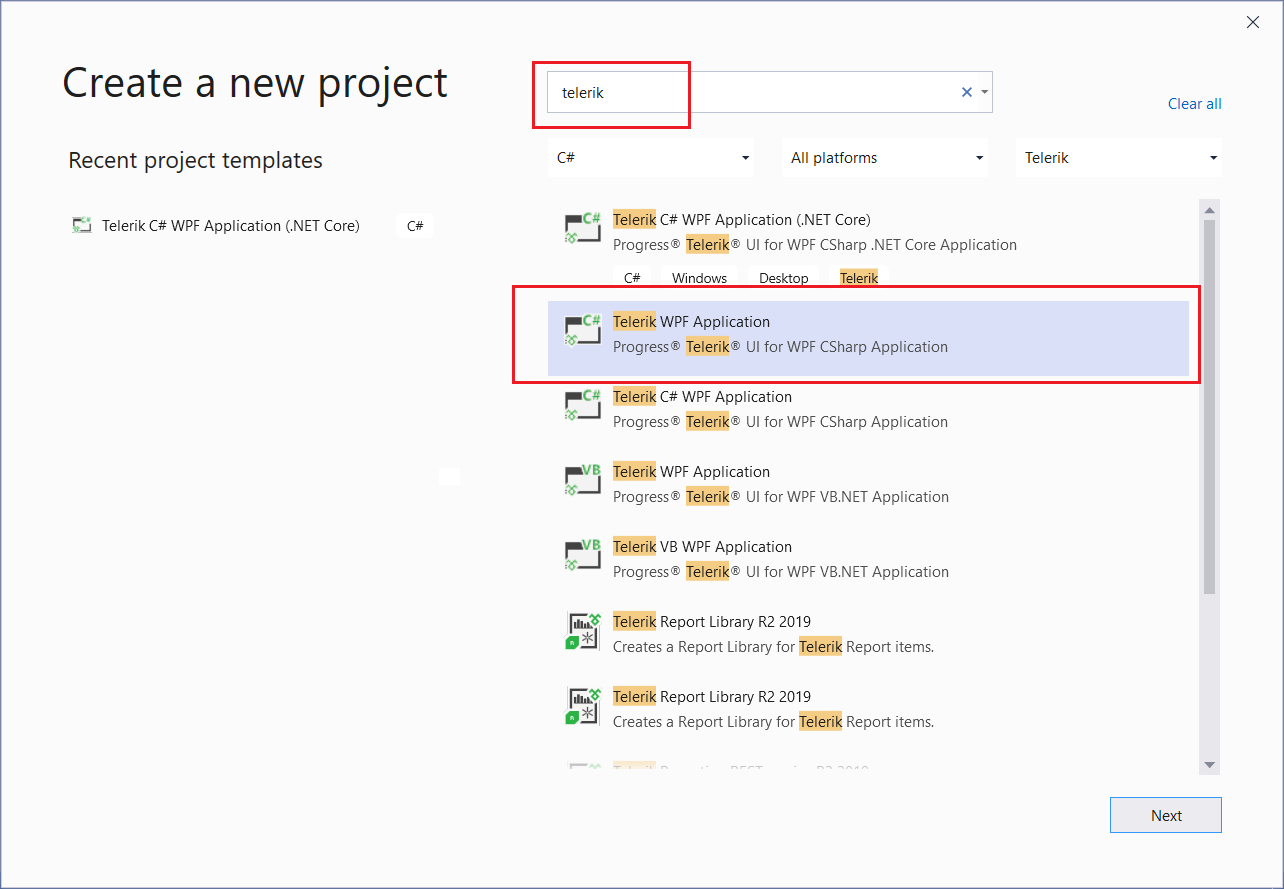 Create a new project
telerik
Clear all
Recent project templates
C#
All platforms
Telerik
Telerik C# WPF Application (.NET Core)
C#
C#
Telerik C# WPF Application (.NET Core)
Progress® Telerik® UI for WPF CSharp .NET Core Application
C# Windows Desktop Telerik
C#
Telerik WPF Application
Progress® Telerik® UI for WPF CSharp Application
C#
Telerik C# WPF Application
Progress® Telerik® UI for WPF CSharp Application
VB
Telerik WPF Application
Progress® Telerik® UI for WPF VB.NET Application
VB
Telerik VB WPF Application
Progress® Telerik® UI for WPF VB.NET Application
Telerik Report Library R2 2019
Creates a Report Library for Telerik Report items.
Telerik Report Library R2 2019
Creates a Report Library for Telerik Report items.
Next